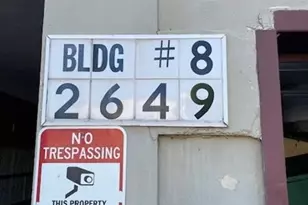 BLDG #8
2649
NO
TRESPASSING
THIS PROPERTY